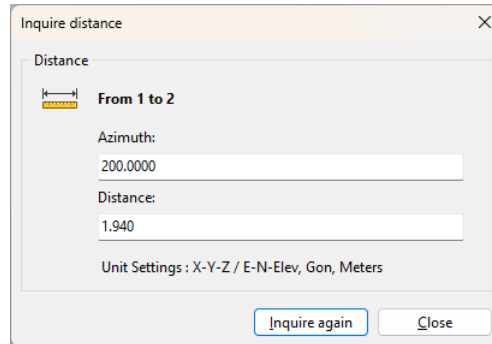 Inquire distance
Distance
From 1 to 2
Azimuth:
200.0000
Distance:
1.940
Unit Settings : X-Y-Z / E-N-Elev, Gon, Meters
Inquire again
Close